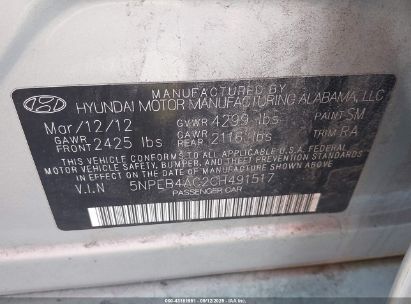 MANUFACTURED BY
HYUNDAI MOTOR MANUFACTURING ALABAMA, LLC
Mar/12/12 GVWR 4299 lbs PAINT SM
GAWR FRONT 2425 lbs GAWR REAR 2116 lbs TRIM RA
THIS VEHICLE CONFORMS TO ALL APPLICABLE U.S. FEDERAL
MOTOR VEHICLE SAFETY, BUMPER, AND THEFT PREVENTION STANDARDS
IN EFFECT ON THE DATE OF MANUFACTURE SHOWN ABOVE.
V.I.N 5NPEB4AC2CH491517
PASSENGER CAR